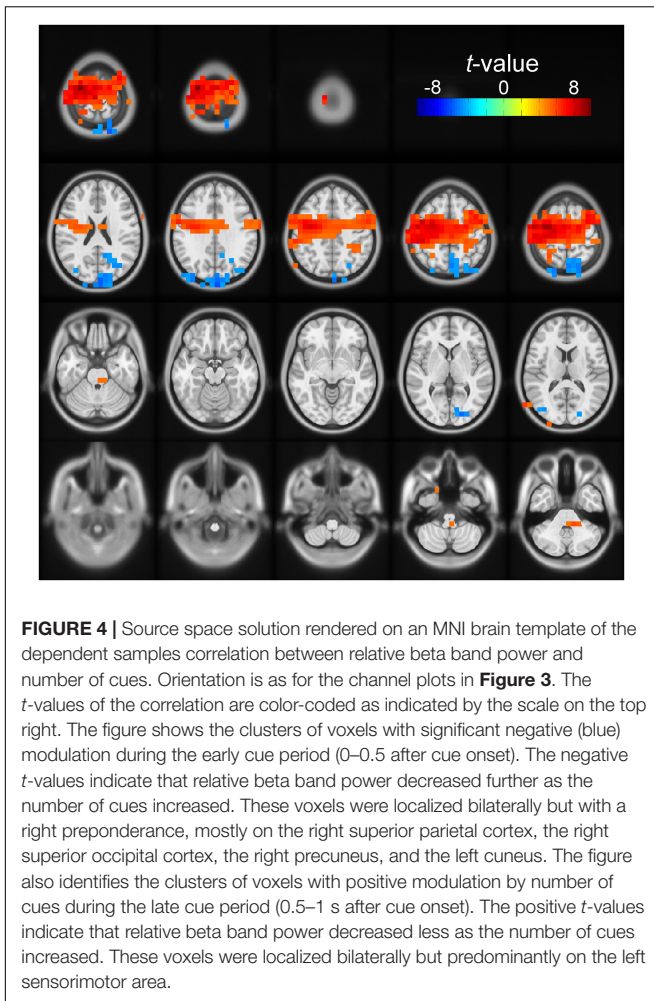 t-value
-8 0 8
FIGURE 4 | Source space solution rendered on an MNI brain template of the
dependent samples correlation between relative beta band power and
number of cues. Orientation is as for the channel plots in Figure 3. The
t-values of the correlation are color-coded as indicated by the scale on the top
right. The figure shows the clusters of voxels with significant negative (blue)
modulation during the early cue period (0–0.5 after cue onset). The negative
t-values indicate that relative beta band power decreased further as the
number of cues increased. These voxels were localized bilaterally but with a
right preponderance, mostly on the right superior parietal cortex, the right
superior occipital cortex, the right precuneus, and the left cuneus. The figure
also identifies the clusters of voxels with positive modulation by number of
cues during the late cue period (0.5–1 s after cue onset). The positive t-values
indicate that relative beta band power decreased less as the number of cues
increased. These voxels were localized bilaterally but predominantly on the left
sensorimotor area.